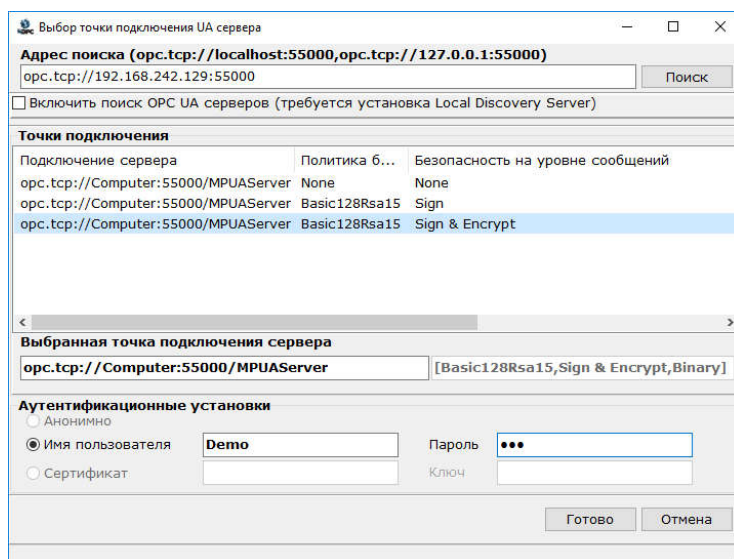 Выбор точки подключения UA сервера
Адрес поиска (opc.tcp://localhost:55000,opc.tcp://127.0.0.1:55000)
opc.tcp://192.168.242.129:55000 Поиск
Включить поиск OPC UA серверов (требуется установка Local Discovery Server)
Точки подключения
Подключение сервера Политика б... Безопасность на уровне сообщений
opc.tcp://Computer:55000/MPUAServer None None
opc.tcp://Computer:55000/MPUAServer Basic128Rsa15 Sign
opc.tcp://Computer:55000/MPUAServer Basic128Rsa15 Sign & Encrypt
Выбранная точка подключения сервера
opc.tcp://Computer:55000/MPUAServer [Basic128Rsa15,Sign & Encrypt,Binary]
Аутентификационные установки
Анонимно
Имя пользователя Demo Пароль ●●●
Сертификат Ключ
Готово Отмена